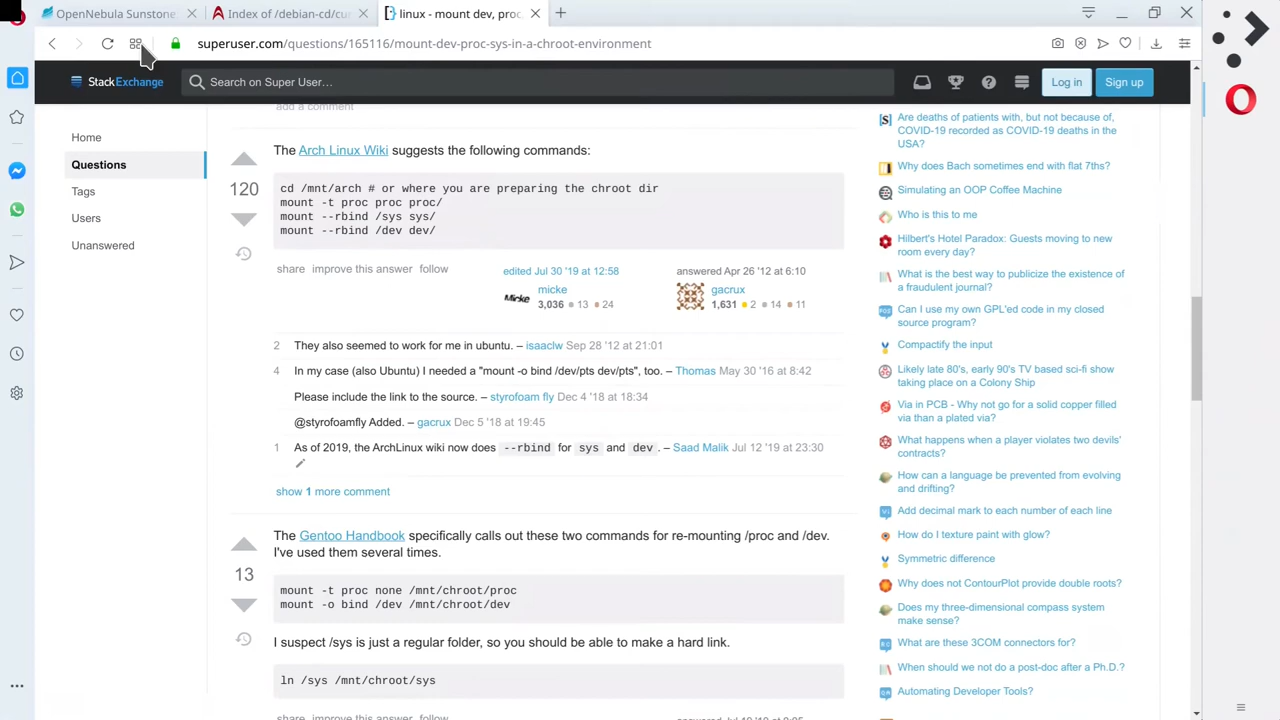 OpenNebula Sunstone
Index of /debian-cd/cu
linux - mount dev, proc,
superuser.com/questions/165116/mount-dev-proc-sys-in-a-chroot-environment
StackExchange
Search on Super User…
Log in
Sign up
Home
Questions
Tags
Users
Unanswered
add a comment
The Arch Linux Wiki suggests the following commands:
120
cd /mnt/arch # or where you are preparing the chroot dir
mount -t proc proc proc/
mount --rbind /sys sys/
mount --rbind /dev dev/
share improve this answer follow
edited Jul 30 '19 at 12:58
Micke
micke
3,036 13 24
answered Apr 26 '12 at 6:10
gacrux
1,631 2 14 11
2 They also seemed to work for me in ubuntu. – isaaclw Sep 28 '12 at 21:01
4 In my case (also Ubuntu) I needed a "mount -o bind /dev/pts dev/pts", too. – Thomas May 30 '16 at 8:42
Please include the link to the source. – styrofoam fly Dec 4 '18 at 18:34
@styrofoamfly Added. – gacrux Dec 5 '18 at 19:45
1 As of 2019, the ArchLinux wiki now does --rbind for sys and dev . – Saad Malik Jul 12 '19 at 23:30
show 1 more comment
The Gentoo Handbook specifically calls out these two commands for re-mounting /proc and /dev.
I've used them several times.
13
mount -t proc none /mnt/chroot/proc
mount -o bind /dev /mnt/chroot/dev
I suspect /sys is just a regular folder, so you should be able to make a hard link.
ln /sys /mnt/chroot/sys
share improve this answer follow
Are deaths of patients with, but not because of,
COVID-19 recorded as COVID-19 deaths in the
USA?
Why does Bach sometimes end with flat 7ths?
Simulating an OOP Coffee Machine
Who is this to me
Hilbert's Hotel Paradox: Guests moving to new
room every day?
What is the best way to publicize the existence of
a fraudulent journal?
Can I use my own GPL'ed code in my closed
source program?
Compactify the input
Likely late 80's, early 90's TV based sci-fi show
taking place on a Colony Ship
Via in PCB - Why not go for a solid copper filled
via than a plated via?
What happens when a player violates two devils'
contracts?
How can a language be prevented from evolving
and drifting?
Add decimal mark to each number of each line
How do I texture paint with glow?
Symmetric difference
Why does not ContourPlot provide double roots?
Does my three-dimensional compass system
make sense?
What are these 3COM connectors for?
When should we not do a post-doc after a Ph.D.?
Automating Developer Tools?